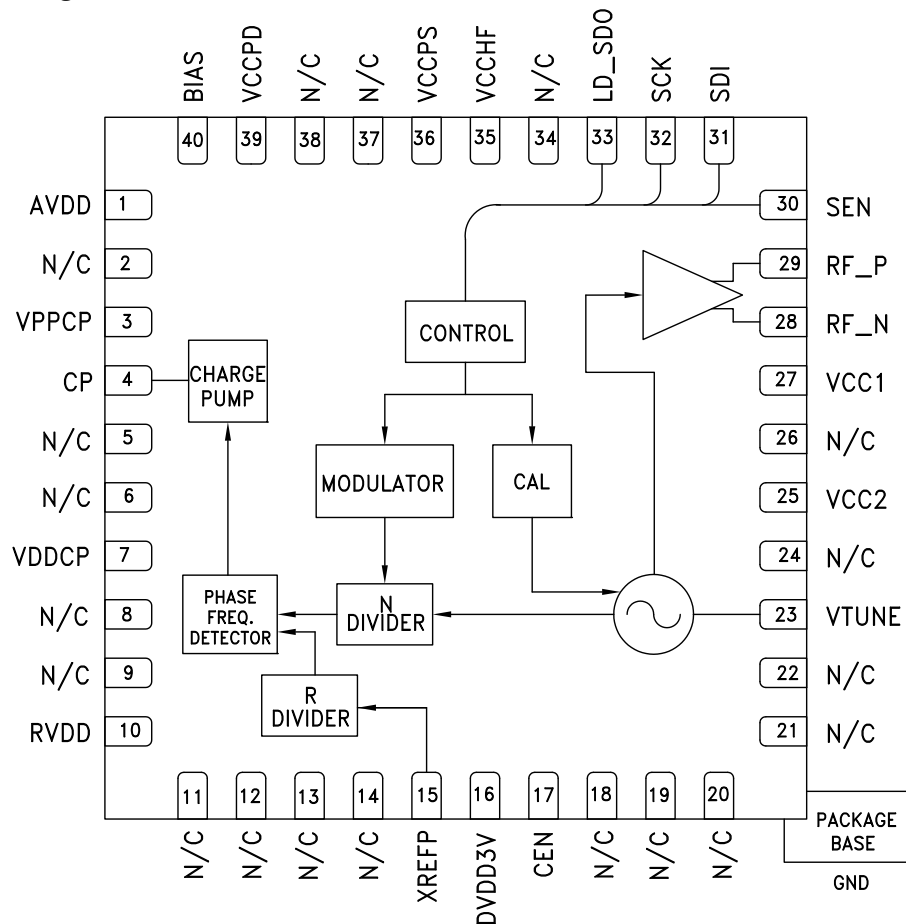 BIAS
VCCPD
N/C
N/C
VCCPS
VCCHF
N/C
LD_SDO
SCK
SDI
40
39
38
37
36
35
34
33
32
31
AVDD 1
N/C 2
VPPCP 3
CP 4
N/C 5
N/C 6
VDDCP 7
N/C 8
N/C 9
RVDD 10
30 SEN
29 RF_P
28 RF_N
27 VCC1
26 N/C
25 VCC2
24 N/C
23 VTUNE
22 N/C
21 N/C
CONTROL
CHARGE
PUMP
MODULATOR
CAL
PHASE
FREQ.
DETECTOR
N
DIVIDER
R
DIVIDER
11
12
13
14
15
16
17
18
19
20
N/C
N/C
N/C
N/C
XREFP
DVDD3V
CEN
N/C
N/C
N/C
PACKAGE
BASE
GND